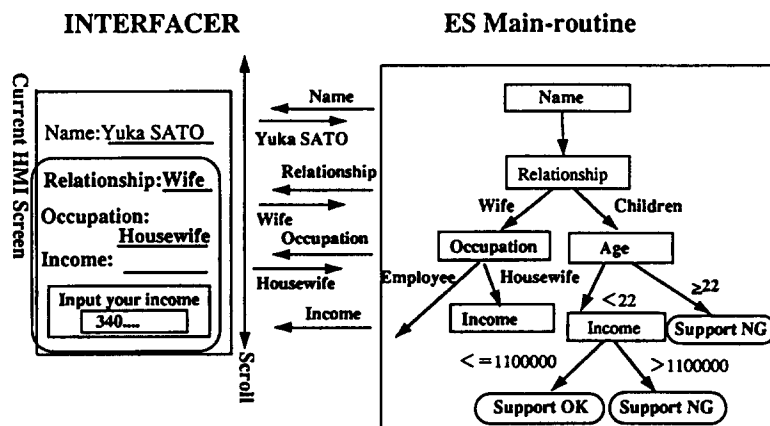 INTERFACER
ES Main-routine
Current HMI Screen
Name:Yuka SATO
Relationship:Wife
Occupation:
Housewife
Income:
Input your income
340....
Scroll
Name
Yuka SATO
Relationship
Wife
Occupation
Housewife
Income
Name
Relationship
Wife
Children
Occupation
Age
Employee
Housewife
<22
≥22
Income
Income
Support NG
<=1100000
>1100000
Support OK
Support NG